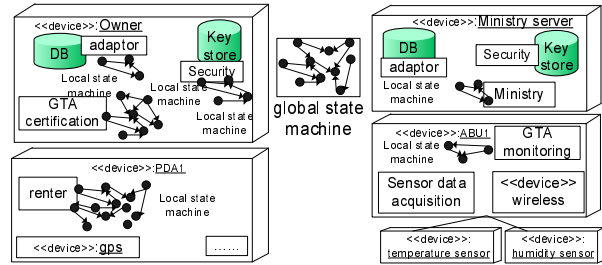 <<device>>:Owner
DB
adaptor
Key
store
Security
Local state
machine
Local state
machine
GTA
certification
Local state
machine
global state
machine
<<device>>:Ministry server
DB
adaptor
Security
Key
store
Local state
machine
Ministry
<<device>>:PDA1
renter
Local state
machine
<<device>>:gps
......
<<device>>:ABU1
GTA
monitoring
Local state
machine
Sensor data
acquisition
<<device>>
wireless
<<device>>:
temperature sensor
<<device>>:
humidity sensor